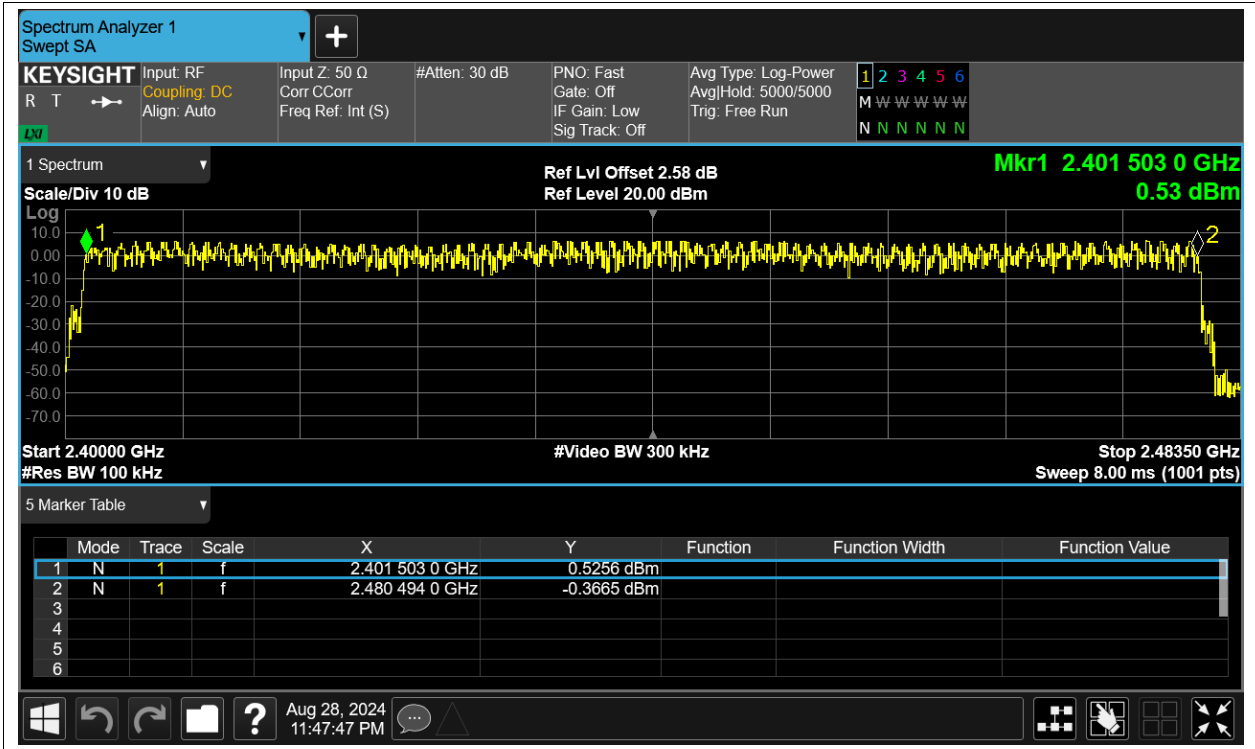 Spectrum Analyzer 1
Swept SA
KEYSIGHT
R T
LXI
Input: RF
Coupling: DC
Align: Auto
Input Z: 50 Ω
Corr CCorr
Freq Ref: Int (S)
#Atten: 30 dB
PNO: Fast
Gate: Off
IF Gain: Low
Sig Track: Off
Avg Type: Log-Power
Avg|Hold: 5000/5000
Trig: Free Run
1 2 3 4 5 6
M W W W W W
N N N N N N
1 Spectrum
Scale/Div 10 dB
Ref Lvl Offset 2.58 dB
Ref Level 20.00 dBm
Mkr1 2.401 503 0 GHz
0.53 dBm
Log
10.0
0.00
-10.0
-20.0
-30.0
-40.0
-50.0
-60.0
-70.0
1
2
Start 2.40000 GHz
#Res BW 100 kHz
#Video BW 300 kHz
Stop 2.48350 GHz
Sweep 8.00 ms (1001 pts)
5 Marker Table
Mode Trace Scale X Y Function Function Width Function Value
1 N 1 f 2.401 503 0 GHz 0.5256 dBm
2 N 1 f 2.480 494 0 GHz -0.3665 dBm
3
4
5
6
?
Aug 28, 2024
11:47:47 PM